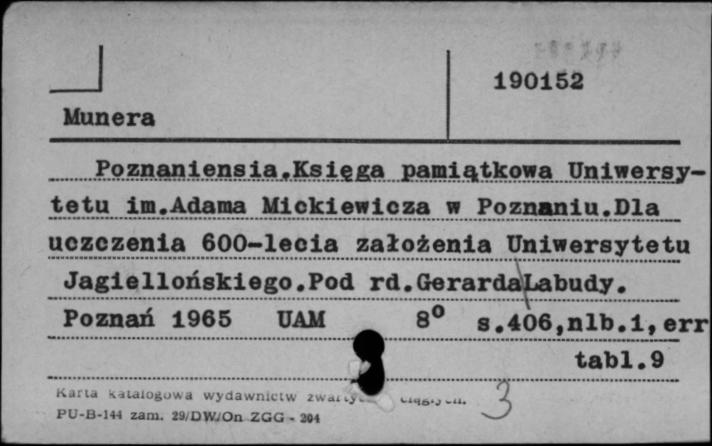 190152
Munera
Poznaniensia.Księga pamiątkowa Uniwersy-
tetu im.Adama Mickiewicza w Poznaniu.Dla
uczczenia 600-lecia założenia Uniwersytetu
Jagiellońskiego.Pod rd.Gerarda Labudy.
Poznań 1965 UAM 8° s.406,nlb.1,err
tabl.9
Karta katalogowa wydawnictw
PU-B-144 zam. 29/DW/On ZGG - 204
3